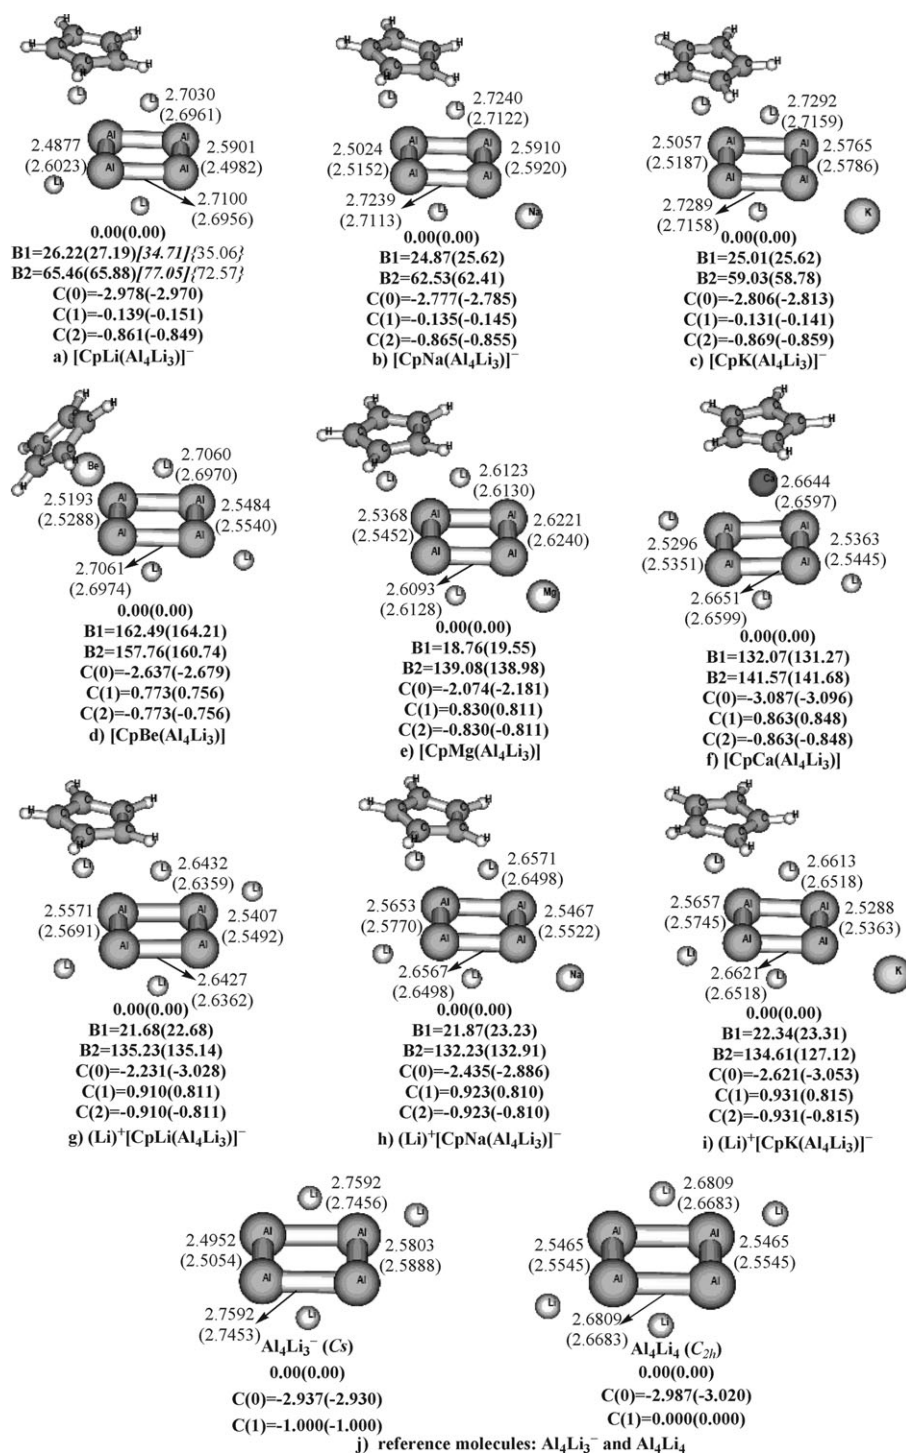 2.7030
(2.6961)
2.4877
(2.6023)
2.5901
(2.4982)
2.7100
(2.6956)
0.00(0.00)
B1=26.22(27.19)[34.71]{35.06}
B2=65.46(65.88)[77.05]{72.57}
C(0)=-2.978(-2.970)
C(1)=-0.139(-0.151)
C(2)=-0.861(-0.849)
a) [CpLi(Al4Li3)]−
2.7240
(2.7122)
2.5024
(2.5152)
2.5910
(2.5920)
2.7239
(2.7113)
0.00(0.00)
B1=24.87(25.62)
B2=62.53(62.41)
C(0)=-2.777(-2.785)
C(1)=-0.135(-0.145)
C(2)=-0.865(-0.855)
b) [CpNa(Al4Li3)]−
2.7292
(2.7159)
2.5057
(2.5187)
2.5765
(2.5786)
2.7289
(2.7158)
0.00(0.00)
B1=25.01(25.62)
B2=59.03(58.78)
C(0)=-2.806(-2.813)
C(1)=-0.131(-0.141)
C(2)=-0.869(-0.859)
c) [CpK(Al4Li3)]−
2.7060
(2.6970)
2.5193
(2.5288)
2.5484
(2.5540)
2.7061
(2.6974)
0.00(0.00)
B1=162.49(164.21)
B2=157.76(160.74)
C(0)=-2.637(-2.679)
C(1)=0.773(0.756)
C(2)=-0.773(-0.756)
d) [CpBe(Al4Li3)]
2.6123
(2.6130)
2.5368
(2.5452)
2.6221
(2.6240)
2.6093
(2.6128)
0.00(0.00)
B1=18.76(19.55)
B2=139.08(138.98)
C(0)=-2.074(-2.181)
C(1)=0.830(0.811)
C(2)=-0.830(-0.811)
e) [CpMg(Al4Li3)]
2.6644
(2.6597)
2.5296
(2.5351)
2.5363
(2.5445)
2.6651
(2.6599)
0.00(0.00)
B1=132.07(131.27)
B2=141.57(141.68)
C(0)=-3.087(-3.096)
C(1)=0.863(0.848)
C(2)=-0.863(-0.848)
f) [CpCa(Al4Li3)]
2.6432
(2.6359)
2.5571
(2.5691)
2.5407
(2.5492)
2.6427
(2.6362)
0.00(0.00)
B1=21.68(22.68)
B2=135.23(135.14)
C(0)=-2.231(-3.028)
C(1)=0.910(0.811)
C(2)=-0.910(-0.811)
g) (Li)+[CpLi(Al4Li3)]−
2.6571
(2.6498)
2.5653
(2.5770)
2.5467
(2.5522)
2.6567
(2.6498)
0.00(0.00)
B1=21.87(23.23)
B2=132.23(132.91)
C(0)=-2.435(-2.886)
C(1)=0.923(0.810)
C(2)=-0.923(-0.810)
h) (Li)+[CpNa(Al4Li3)]−
2.6613
(2.6518)
2.5657
(2.5745)
2.5288
(2.5363)
2.6621
(2.6518)
0.00(0.00)
B1=22.34(23.31)
B2=134.61(127.12)
C(0)=-2.621(-3.053)
C(1)=0.931(0.815)
C(2)=-0.931(-0.815)
i) (Li)+[CpK(Al4Li3)]−
2.7592
(2.7456)
2.4952
(2.5054)
2.5803
(2.5888)
2.7592
(2.7453)
Al4Li3− (Cs)
0.00(0.00)
C(0)=-2.937(-2.930)
C(1)=-1.000(-1.000)
2.6809
(2.6683)
2.5465
(2.5545)
2.5465
(2.5545)
2.6809
(2.6683)
Al4Li4 (C2h)
0.00(0.00)
C(0)=-2.987(-3.020)
C(1)=0.000(0.000)
j) reference molecules: Al4Li3− and Al4Li4